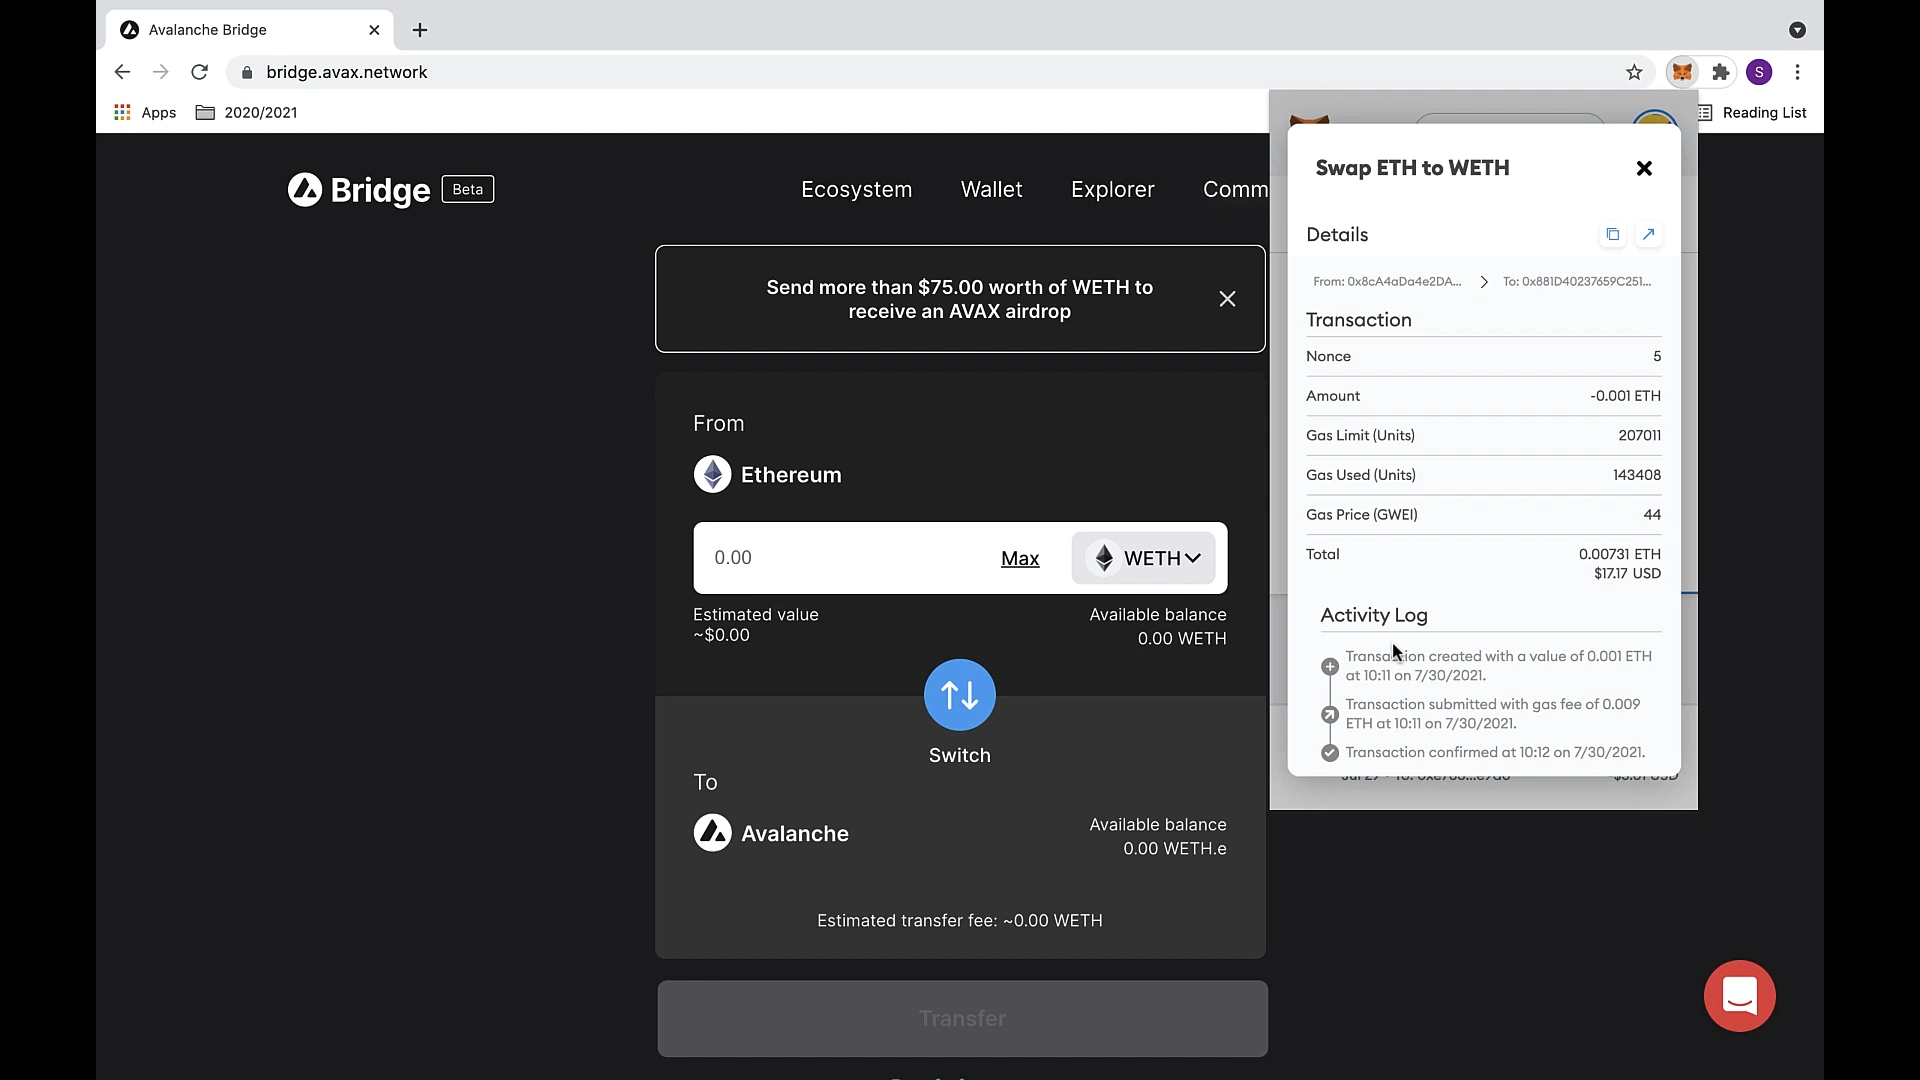 Avalanche Bridge
bridge.avax.network
S
Apps
2020/2021
Reading List
Bridge
Beta
Ecosystem
Wallet
Explorer
Comm
Send more than $75.00 worth of WETH to
receive an AVAX airdrop
From
Ethereum
0.00
Max
WETH
Estimated value
~$0.00
Available balance
0.00 WETH
Switch
To
Avalanche
Available balance
0.00 WETH.e
Estimated transfer fee: ~0.00 WETH
Transfer
Swap ETH to WETH
Details
From: 0x8cA4aDa4e2DA...
To: 0x881D40237659C251...
Transaction
Nonce 5
Amount -0.001 ETH
Gas Limit (Units) 207011
Gas Used (Units) 143408
Gas Price (GWEI) 44
Total 0.00731 ETH
$17.17 USD
Activity Log
Transaction created with a value of 0.001 ETH
at 10:11 on 7/30/2021.
Transaction submitted with gas fee of 0.009
ETH at 10:11 on 7/30/2021.
Transaction confirmed at 10:12 on 7/30/2021.